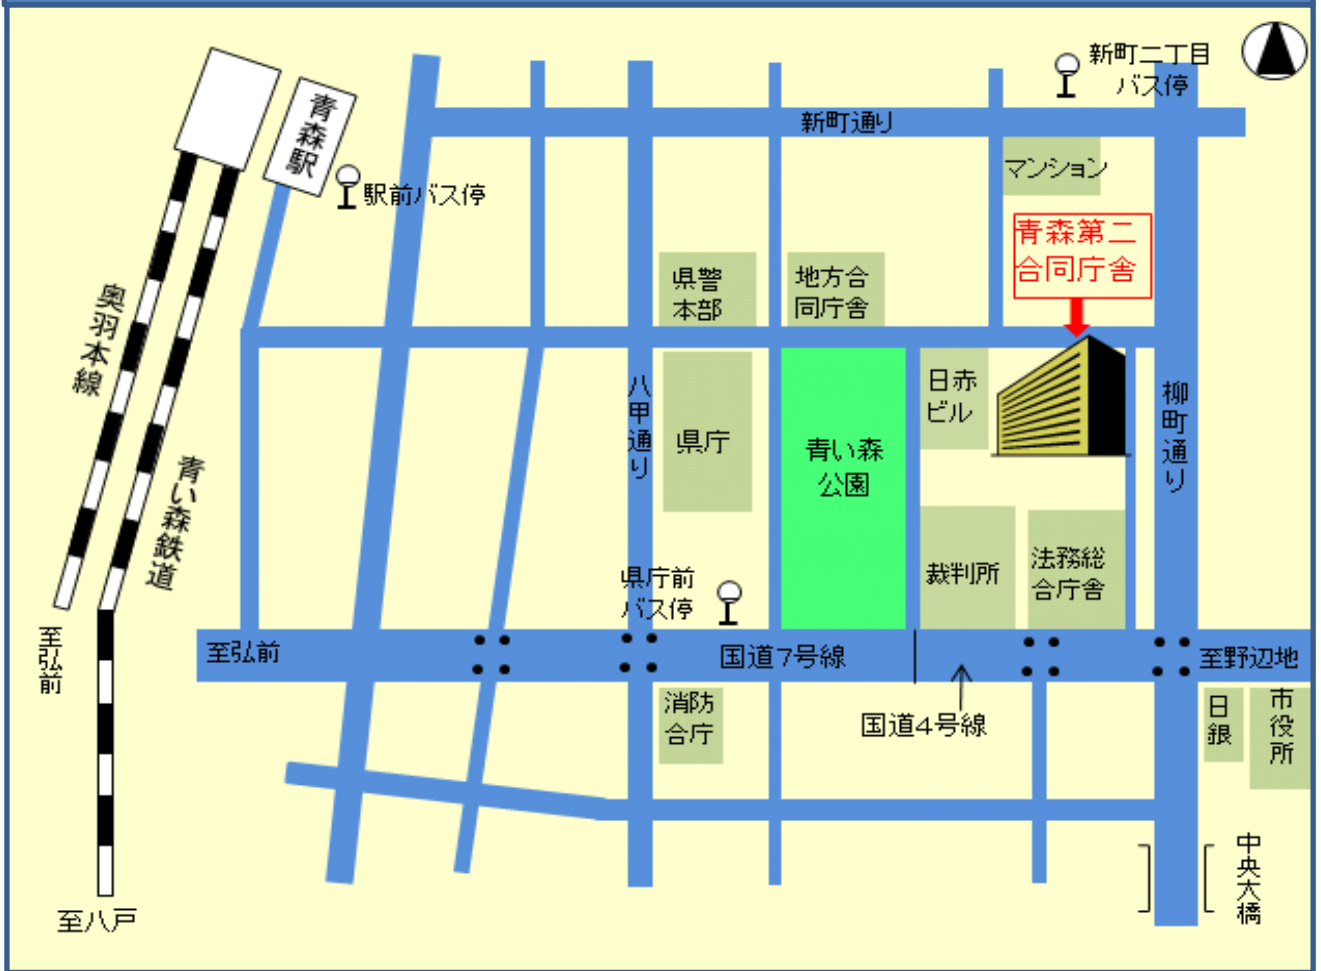 新町二丁目
バス停
新町通り
青森駅
駅前バス停
マンション
青森第二
合同庁舎
県警
本部
地方合
同庁舎
奥羽本線
青い森鉄道
八甲通り
県庁
青い森
公園
日赤
ビル
柳町通り
県庁前
バス停
裁判所
法務総
合庁舎
至弘前
至弘前
国道7号線
至野辺地
消防
合庁
国道4号線
日銀
市役所
中央大橋
至八戸